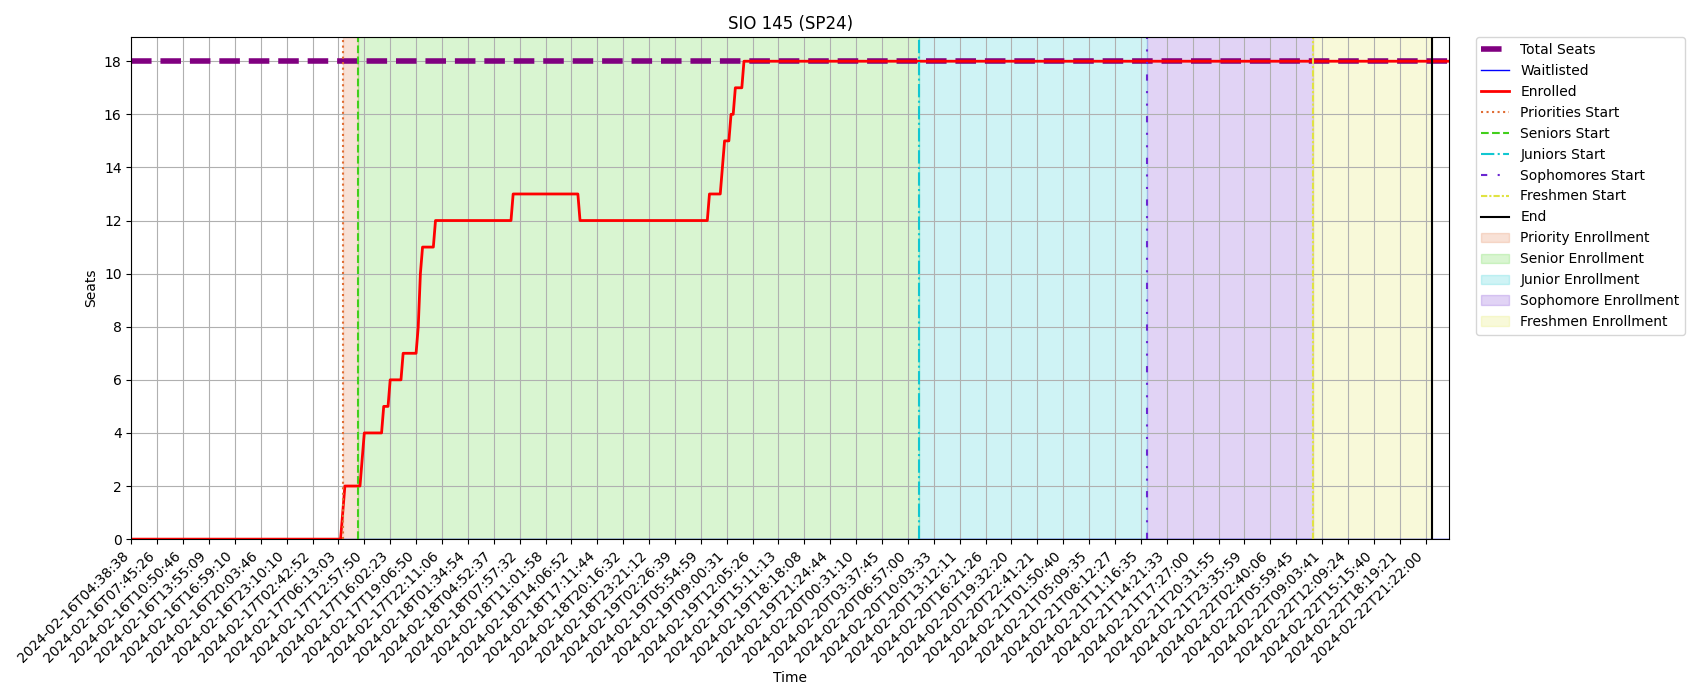 SIO 145 (SP24)
18
16
14
12
10
8
6
4
2
0
Seats
2024-02-16T04:38:38
2024-02-16T07:45:26
2024-02-16T10:50:46
2024-02-16T13:55:09
2024-02-16T16:59:10
2024-02-16T20:03:46
2024-02-16T23:10:10
2024-02-17T02:42:52
2024-02-17T06:13:03
2024-02-17T12:57:50
2024-02-17T16:02:23
2024-02-17T19:06:50
2024-02-17T22:11:06
2024-02-18T01:34:54
2024-02-18T04:52:37
2024-02-18T07:57:32
2024-02-18T11:01:58
2024-02-18T14:06:52
2024-02-18T17:11:44
2024-02-18T20:16:32
2024-02-18T23:21:12
2024-02-19T02:26:39
2024-02-19T05:54:59
2024-02-19T09:00:31
2024-02-19T12:05:26
2024-02-19T15:11:13
2024-02-19T18:18:08
2024-02-19T21:24:44
2024-02-20T00:31:10
2024-02-20T03:37:45
2024-02-20T06:57:00
2024-02-20T10:03:33
2024-02-20T13:12:11
2024-02-20T16:21:26
2024-02-20T19:32:20
2024-02-20T22:41:21
2024-02-21T01:50:40
2024-02-21T05:09:35
2024-02-21T08:12:27
2024-02-21T11:16:35
2024-02-21T14:21:33
2024-02-21T17:27:00
2024-02-21T20:31:55
2024-02-21T23:35:59
2024-02-22T02:40:06
2024-02-22T05:59:45
2024-02-22T09:03:41
2024-02-22T12:09:24
2024-02-22T15:15:40
2024-02-22T18:19:21
2024-02-22T21:22:00
Time
Total Seats
Waitlisted
Enrolled
Priorities Start
Seniors Start
Juniors Start
Sophomores Start
Freshmen Start
End
Priority Enrollment
Senior Enrollment
Junior Enrollment
Sophomore Enrollment
Freshmen Enrollment